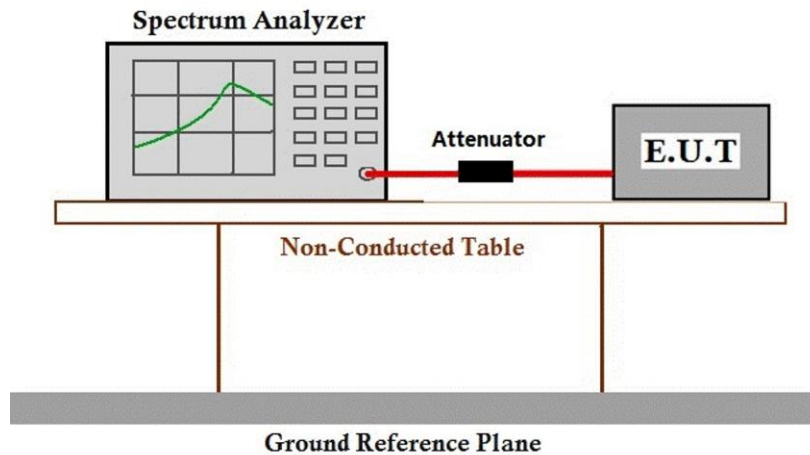 Spectrum Analyzer
Attenuator
E.U.T
Non-Conducted Table
Ground Reference Plane